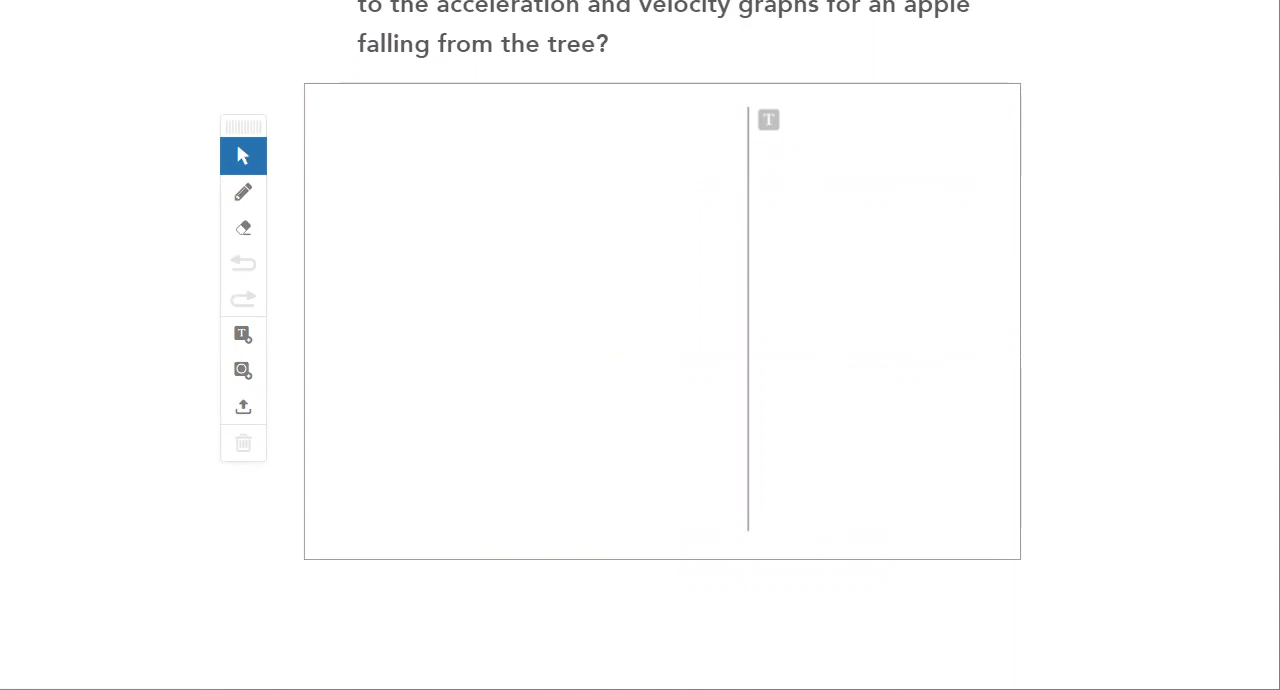 to the acceleration and velocity graphs for an apple
falling from the tree?
T
T